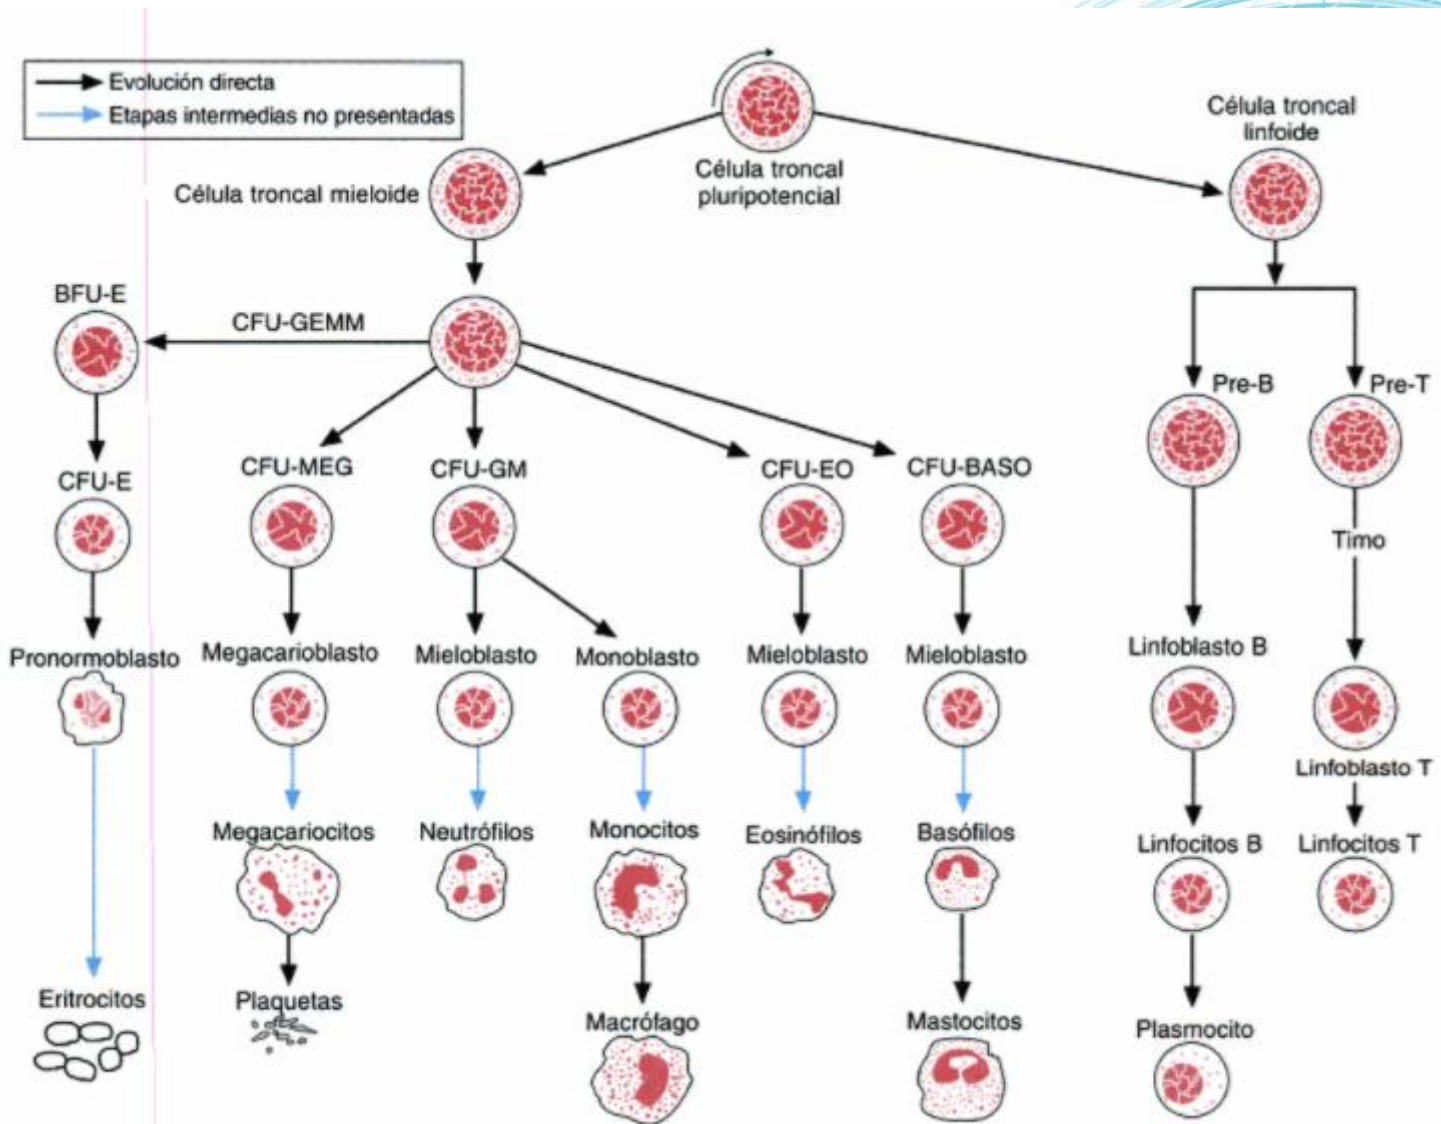 Evolución directa
Etapas intermedias no presentadas
Célula troncal
pluripotencial
Célula troncal
linfoide
Célula troncal mieloide
BFU-E
CFU-GEMM
Pre-B
Pre-T
CFU-E
CFU-MEG
CFU-GM
CFU-EO
CFU-BASO
Timo
Pronormoblasto
Megacarioblasto
Mieloblasto
Monoblasto
Mieloblasto
Mieloblasto
Linfoblasto B
Linfoblasto T
Megacariocitos
Neutrófilos
Monocitos
Eosinófilos
Basófilos
Linfocitos B
Linfocitos T
Eritrocitos
Plaquetas
Macrófago
Mastocitos
Plasmocito